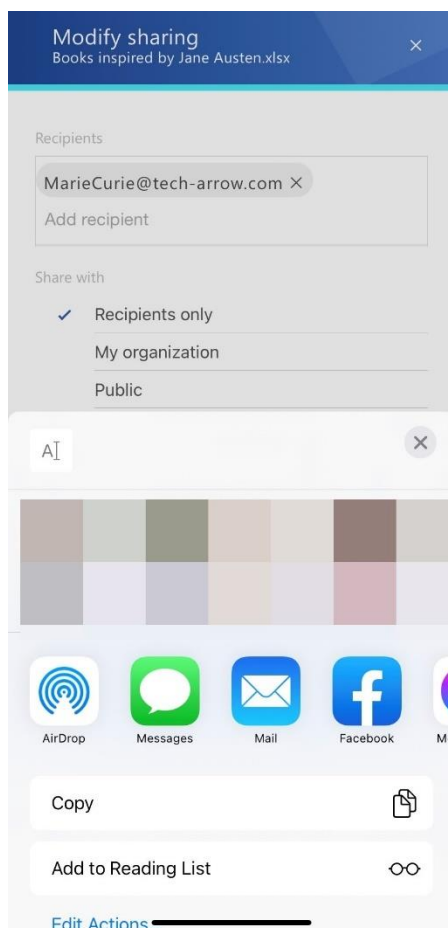 Modify sharing
Books inspired by Jane Austen.xlsx
Recipients
MarieCurie@tech-arrow.com
Add recipient
Share with
Recipients only
My organization
Public
A
AirDrop
Messages
Mail
Facebook
M
Copy
Add to Reading List
Edit Actions